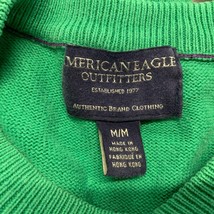 MERICAN EAGLE
OUTFITTERS
ESTABLISHED 1977
AUTHENTIC BRAND CLOTHING
M/M
MADE IN
HONG KONG
FABRIQUÉ EN
HONG KONG